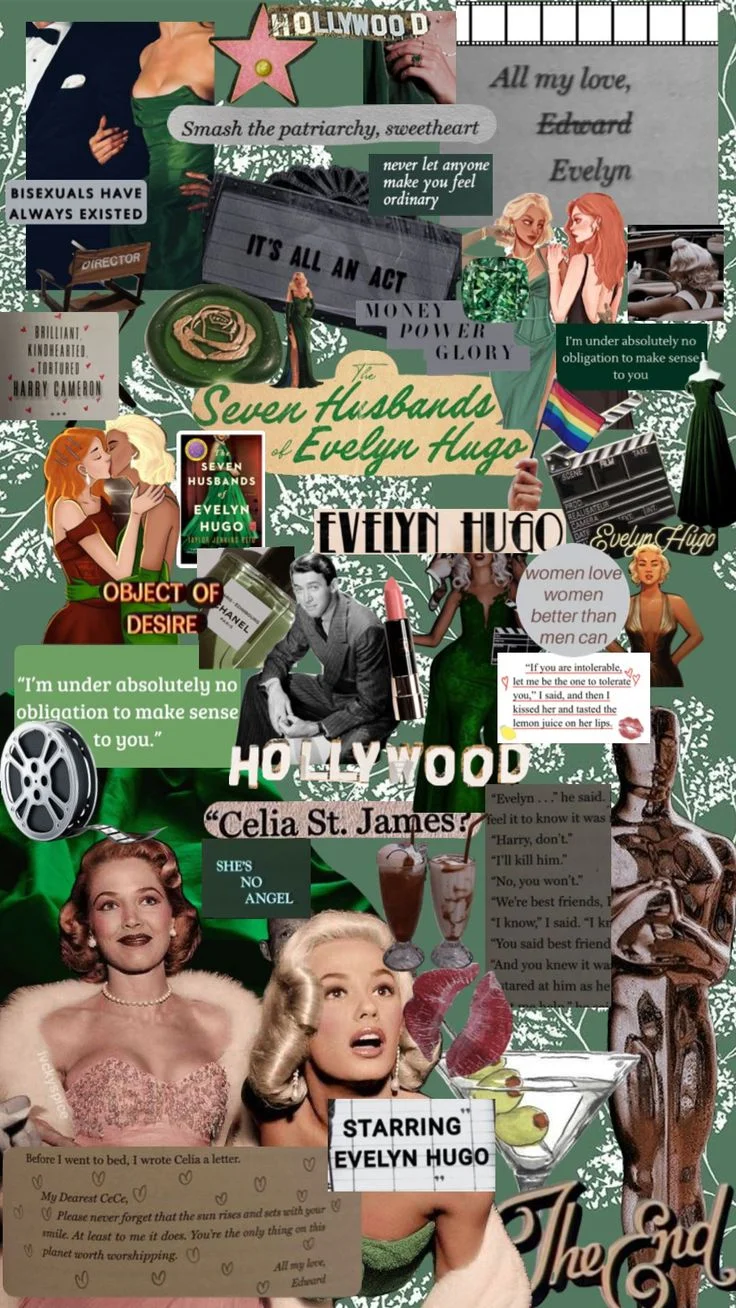 HOLLYWOOD
All my love,
Edward
Evelyn
Smash the patriarchy, sweetheart
never let anyone
make you feel
ordinary
BISEXUALS HAVE
ALWAYS EXISTED
DIRECTOR
IT'S ALL AN ACT
MONEY
POWER
GLORY
BRILLIANT,
KINDHEARTED,
TORTURED
HARRY CAMERON
I'm under absolutely no
obligation to make sense
to you
The
Seven Husbands
of Evelyn Hugo
The
SEVEN
HUSBANDS
of
EVELYN
HUGO
TAYLOR JENKINS REID
SCENE FILM TAKE
PROD
REALISATEUR
CAMERA
DATE
EVELYN HUGO
Evelyn Hugo
OBJECT OF
DESIRE
CHANEL
PARIS
women love
women
better than
men can
"If you are intolerable,
let me be the one to tolerate
you," I said, and then I
kissed her and tasted the
lemon juice on her lips.
"I'm under absolutely no
obligation to make sense
to you."
HOLLYWOOD
"Celia St. James?
SHE'S
NO
ANGEL
"Evelyn . . ." he said.
feel it to know it was
"Harry, don't."
"I'll kill him."
"No, you won't."
"We're best friends, I
"I know," I said. "I
"You said best friend
"And you knew it wa
stared at him as he
STARRING
EVELYN HUGO
Before I went to bed, I wrote Celia a letter.
My Dearest CeCe,
Please never forget that the sun rises and sets with your
smile. At least to me it does. You're the only thing on this
planet worth worshipping.
All my love,
Edward
The End